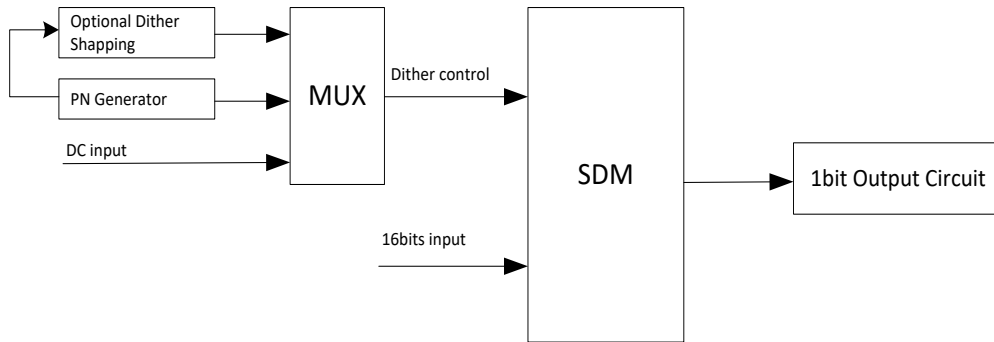 Optional Dither
Shapping
PN Generator
DC input
MUX
Dither control
16bits input
SDM
1bit Output Circuit